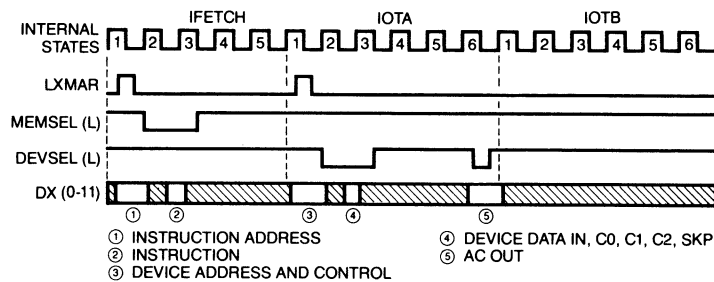 IFETCH IOTA IOTB
INTERNAL STATES 1 2 3 4 5 1 2 3 4 5 6 1 2 3 4 5 6
LXMAR
MEMSEL (L)
DEVSEL (L)
DX (0-11)
① ② ③ ④ ⑤
① INSTRUCTION ADDRESS
② INSTRUCTION
③ DEVICE ADDRESS AND CONTROL
④ DEVICE DATA IN, C0, C1, C2, SKP
⑤ AC OUT